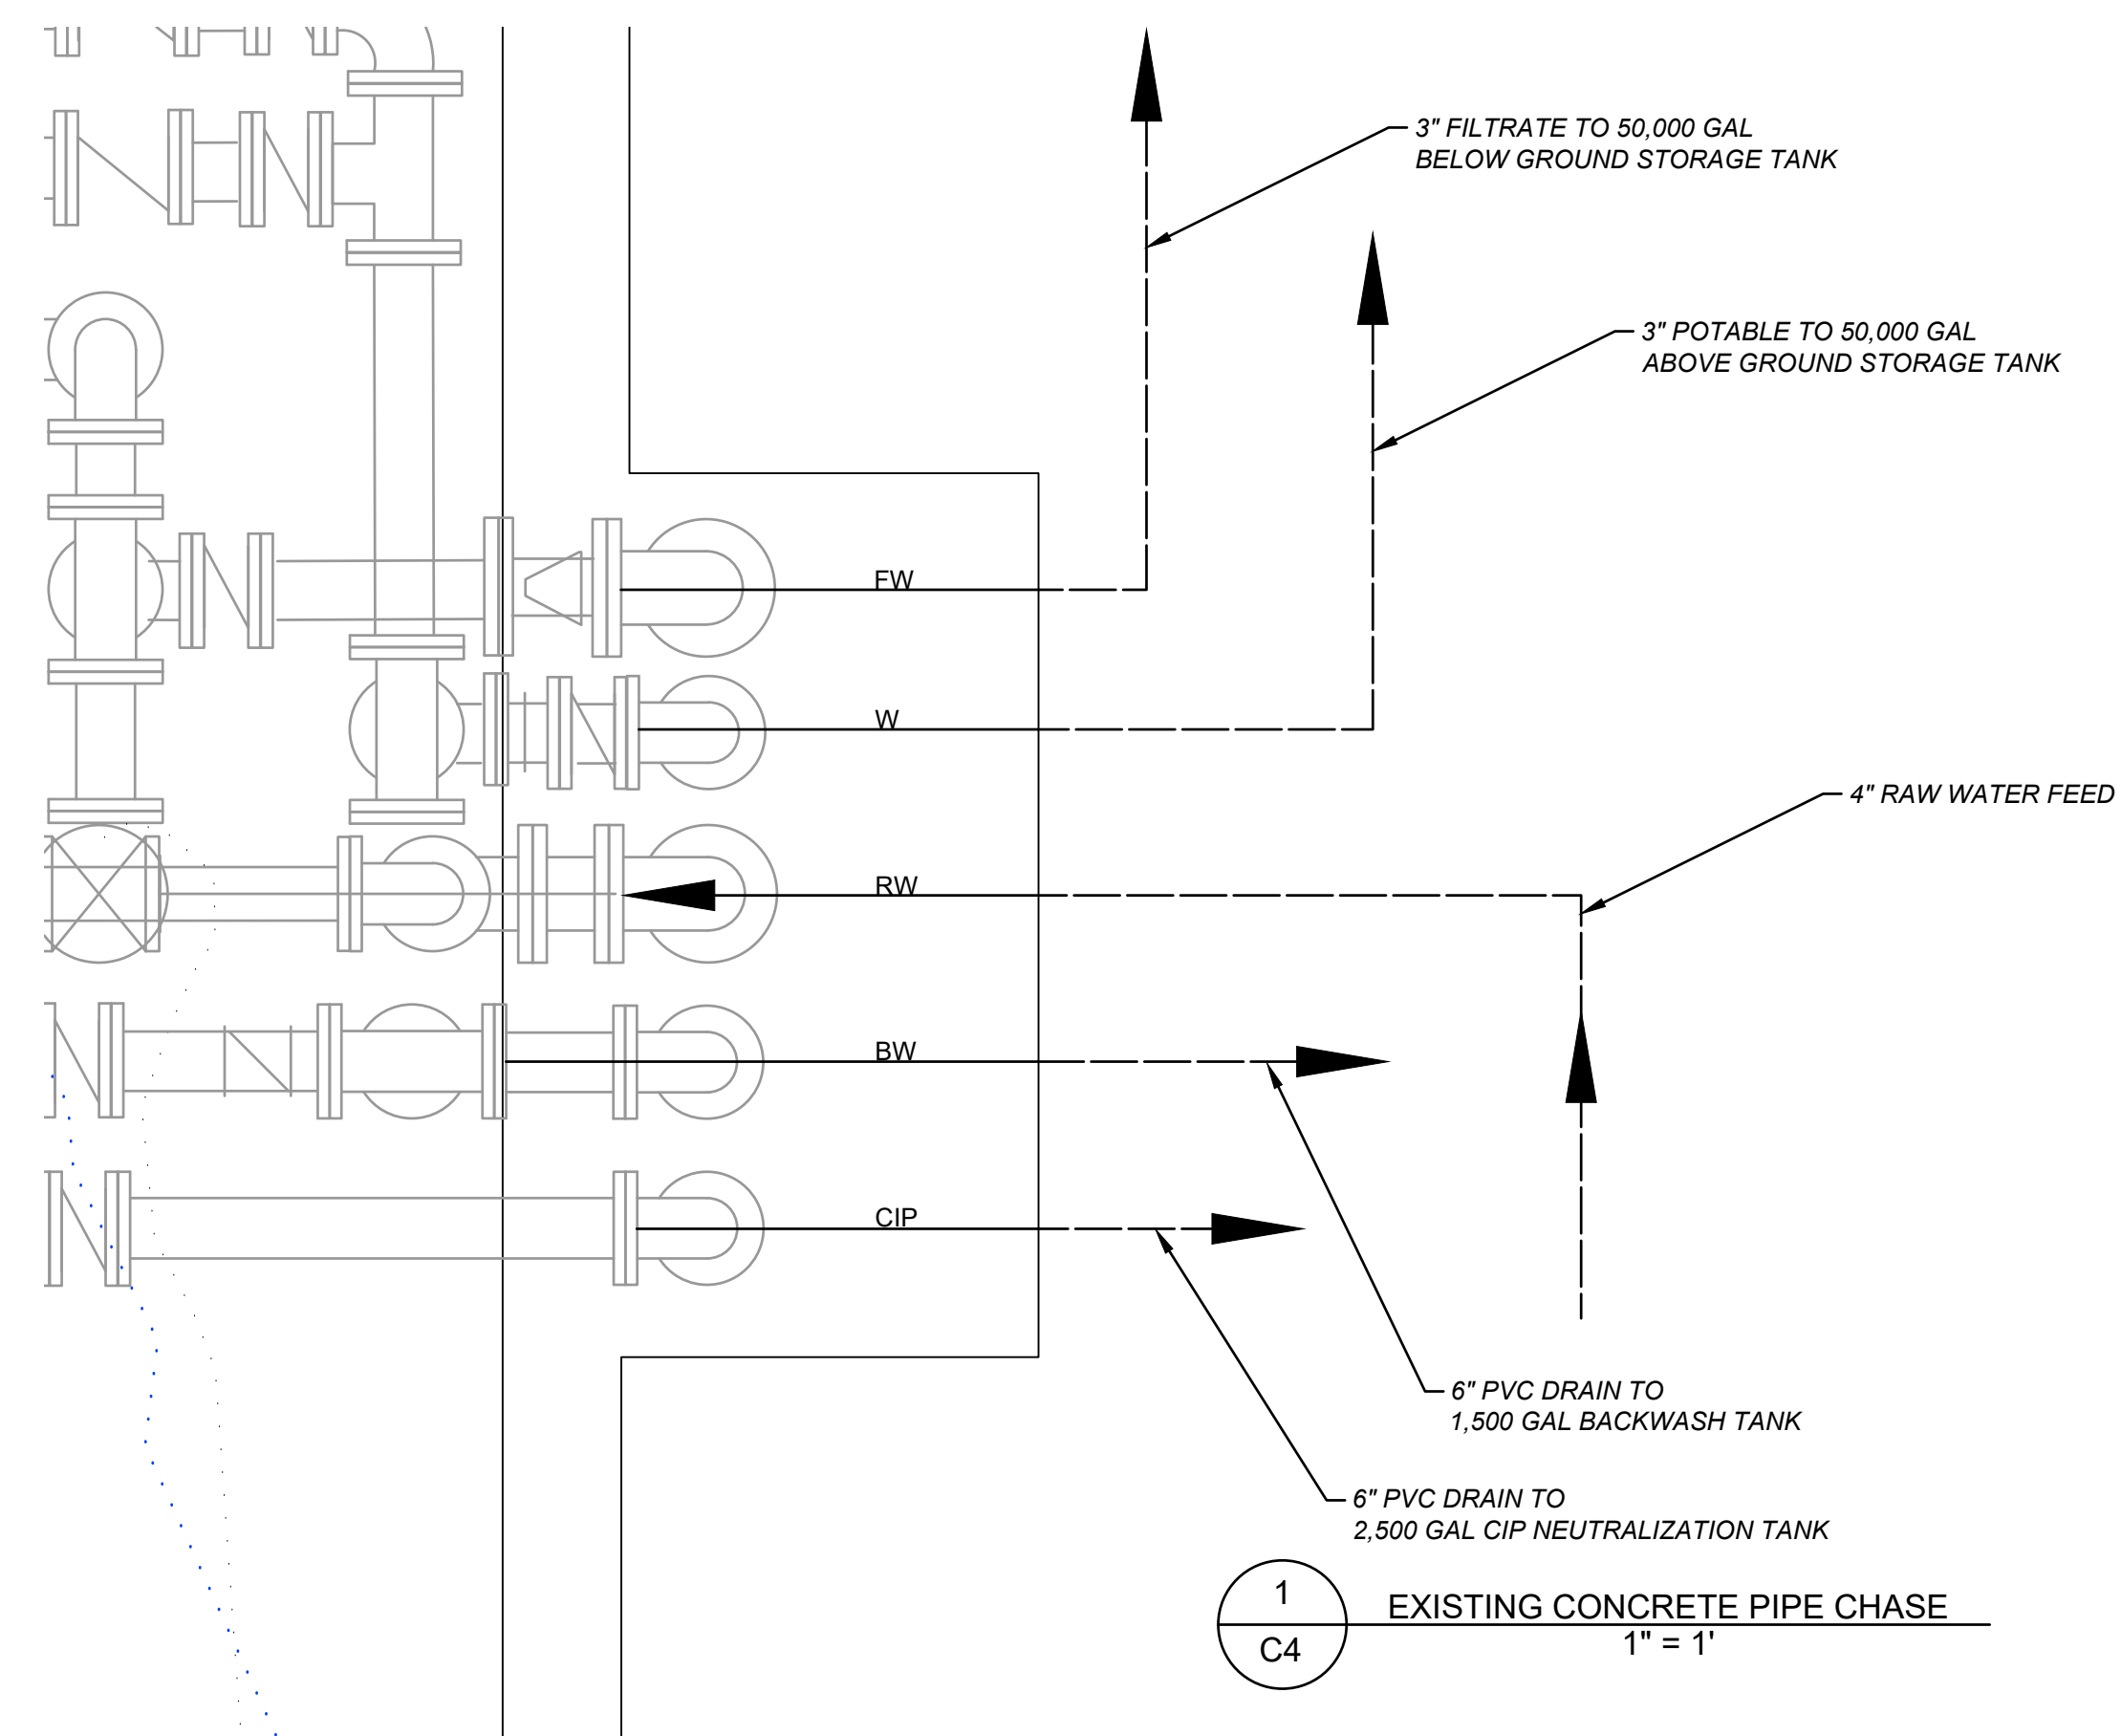 3" FILTRATE TO 50,000 GAL
BELOW GROUND STORAGE TANK
3" POTABLE TO 50,000 GAL
ABOVE GROUND STORAGE TANK
FW
W
4" RAW WATER FEED
RW
BW
CIP
6" PVC DRAIN TO
1,500 GAL BACKWASH TANK
6" PVC DRAIN TO
2,500 GAL CIP NEUTRALIZATION TANK
1
C4
EXISTING CONCRETE PIPE CHASE
1" = 1'